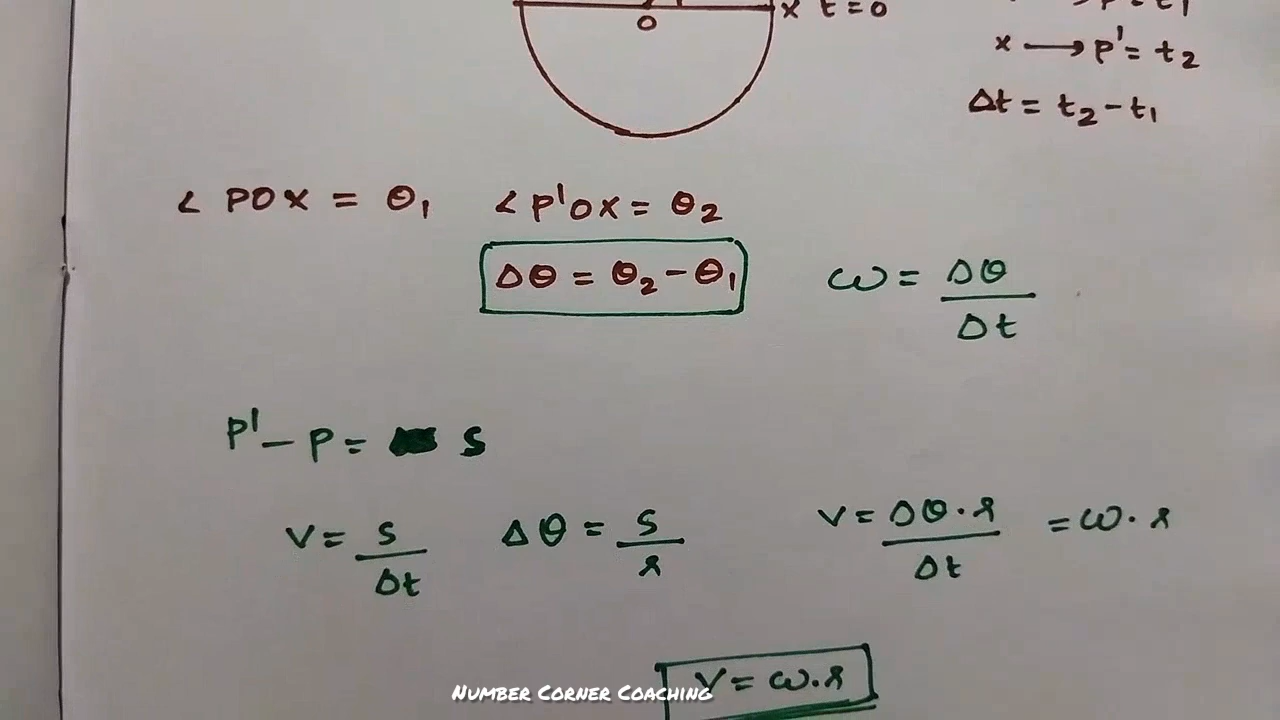 x t = 0
O
→ P = t₁
x → P' = t₂
Δt = t₂ - t₁
∠ POX = θ₁ ∠ P'OX = θ₂
Δθ = θ₂ - θ₁
ω = Δθ / Δt
P' - P = S
V = S / Δt Δθ = S / r V = Δθ . r / Δt = ω . r
V = ω . r
NUMBER CORNER COACHING